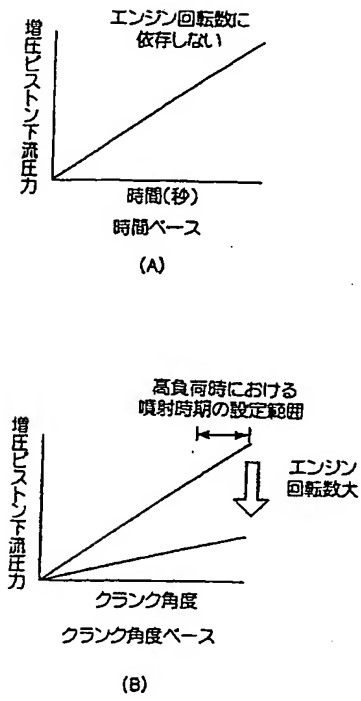 エンジン回転数に
依存しない
増圧ピストン下流圧力
時間(秒)
時間ベース
(A)
高負荷時における
噴射時期の設定範囲
増圧ピストン下流圧力
エンジン
回転数大
クランク角度
クランク角度ベース
(B)